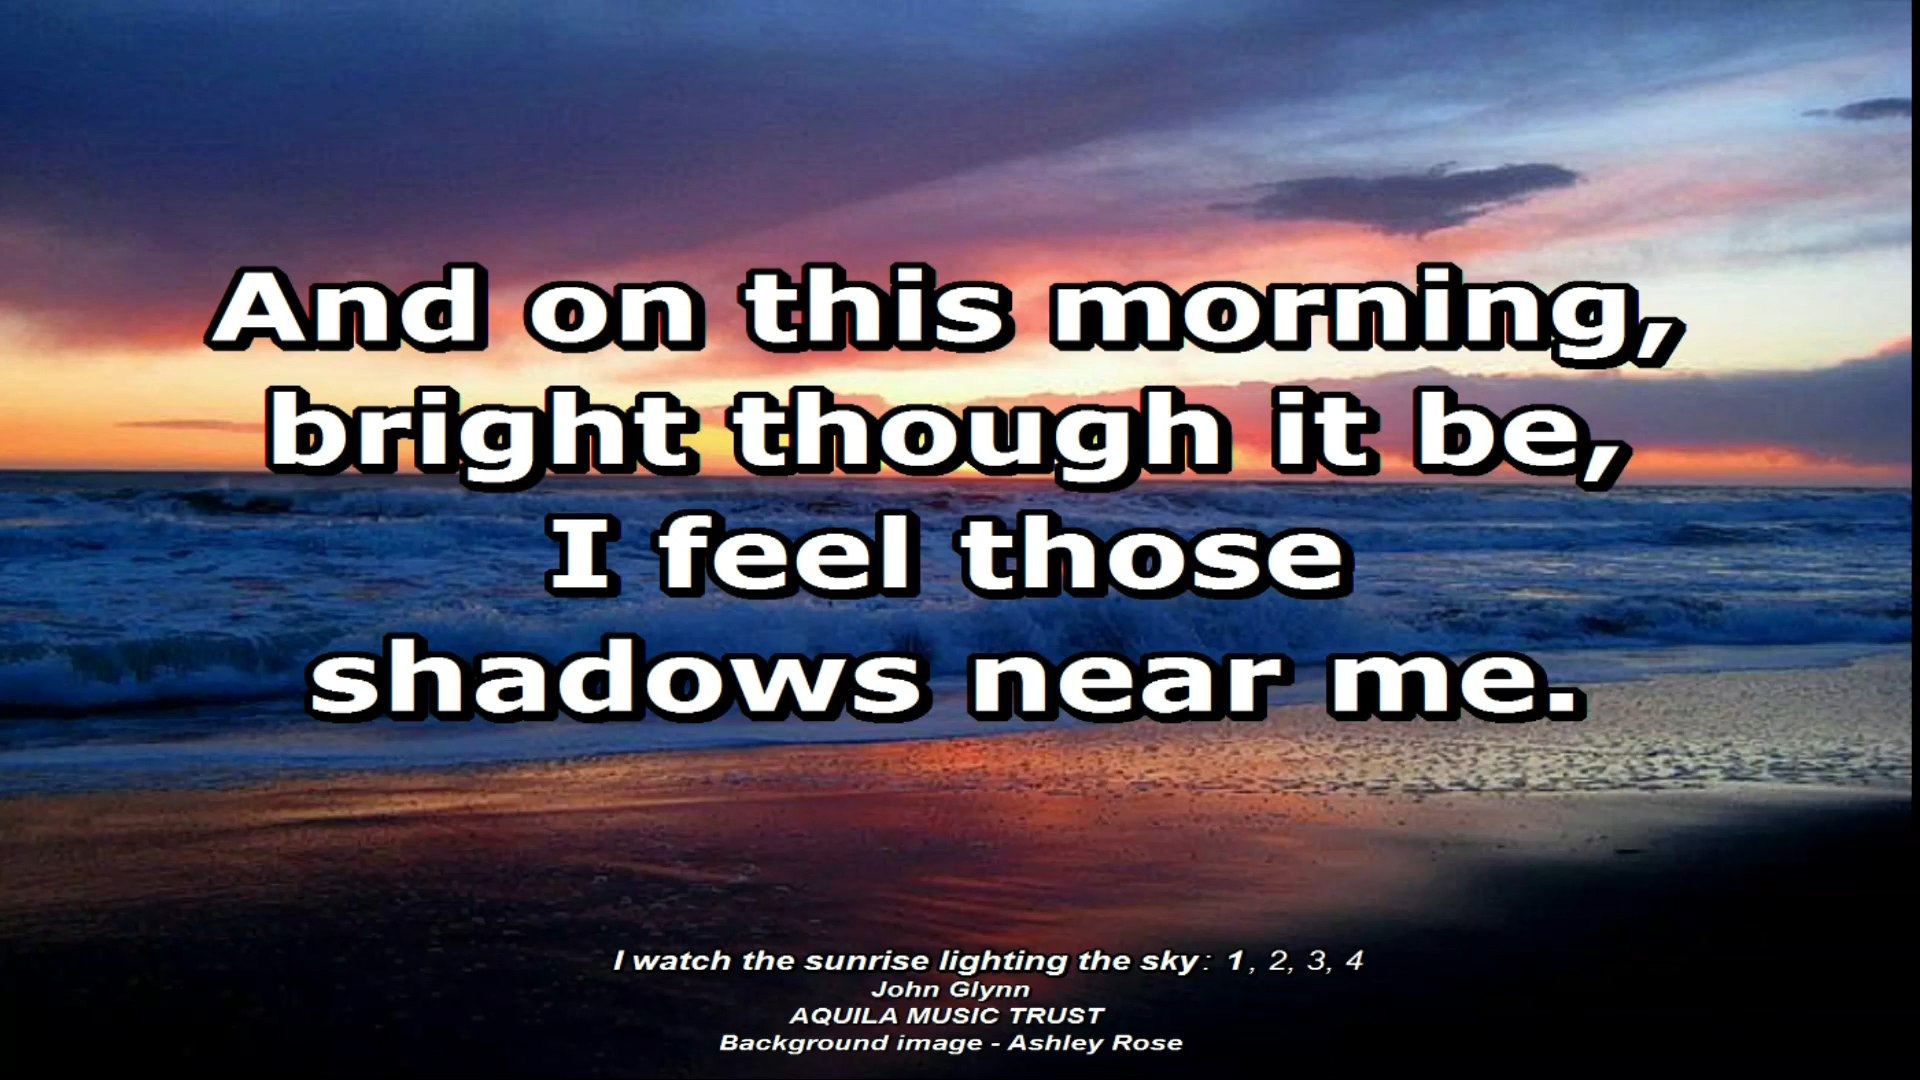 And on this morning,
bright though it be,
I feel those
shadows near me.
I watch the sunrise lighting the sky: 1, 2, 3, 4
John Glynn
AQUILA MUSIC TRUST
Background image - Ashley Rose